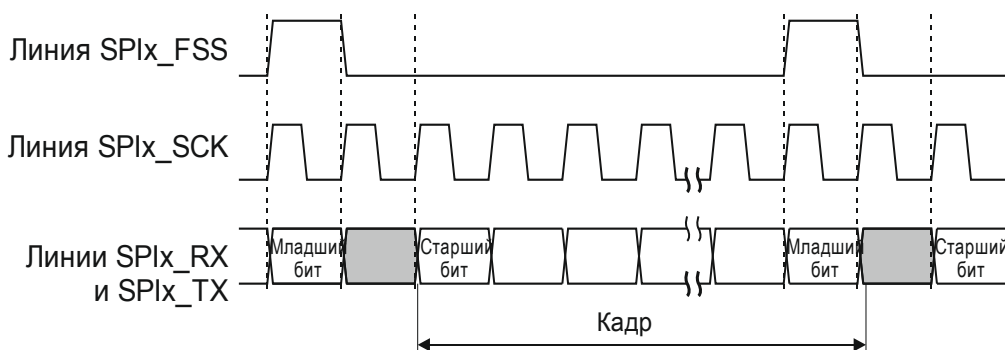 Линия SPIx_FSS
Линия SPIx_SCK
Линии SPIx_RX
и SPIx_TX
Младший
бит
Старший
бит
Младший
бит
Старший
бит
Кадр